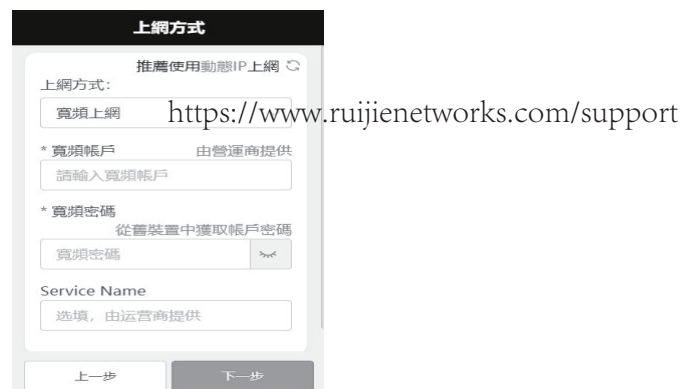 上網方式
推薦使用動態IP上網
上網方式：
寬頻上網
https://www.ruijienetworks.com/support
* 寬頻帳戶 由營運商提供
請輸入寬頻帳戶
* 寬頻密碼
從舊裝置中獲取帳戶密碼
寬頻密碼
Service Name
选填，由运营商提供
上一步 下一步